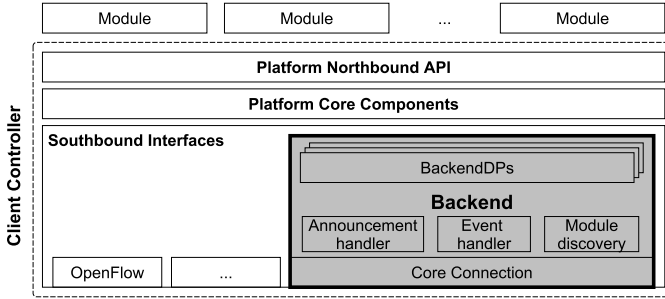 Module
Module
...
Module
Client Controller
Platform Northbound API
Platform Core Components
Southbound Interfaces
BackendDPs
Backend
Announcement
handler
Event
handler
Module
discovery
OpenFlow
...
Core Connection